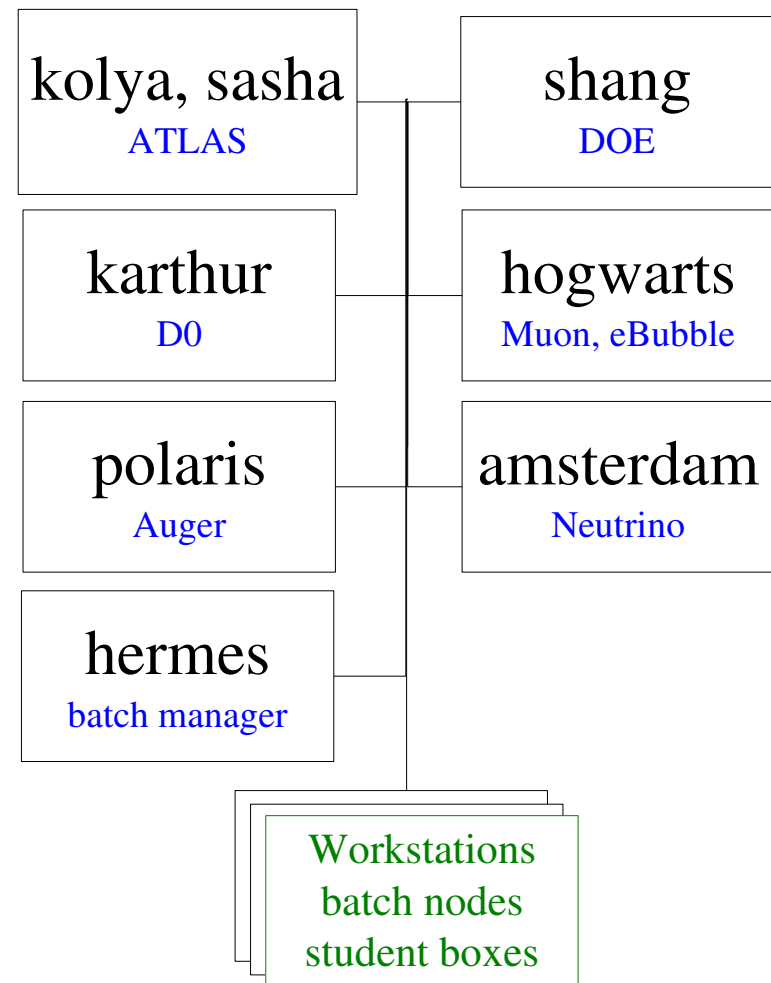 kolya, sasha
ATLAS
shang
DOE
karthur
D0
hogwarts
Muon, eBubble
polaris
Auger
amsterdam
Neutrino
hermes
batch manager
Workstations
batch nodes
student boxes